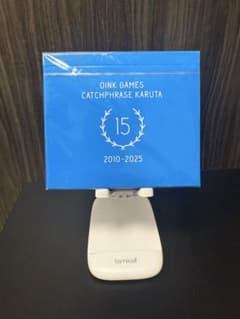 OINK GAMES
CATCHPHRASE KARUTA
15
2010-2025